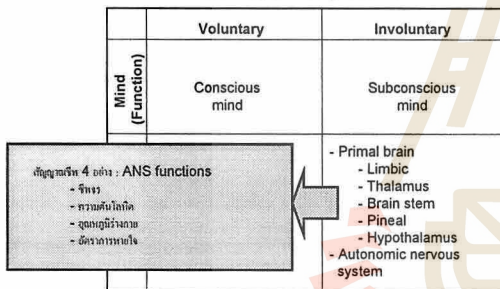 Voluntary
Involuntary
Mind
(Function)
Conscious
mind
Subconscious
mind
สัญญาณชีพ 4 อย่าง : ANS functions
- ชีพจร
- ความดันโลหิต
- อุณหภูมิร่างกาย
- อัตราการหายใจ
- Primal brain
- Limbic
- Thalamus
- Brain stem
- Pineal
- Hypothalamus
- Autonomic nervous
system